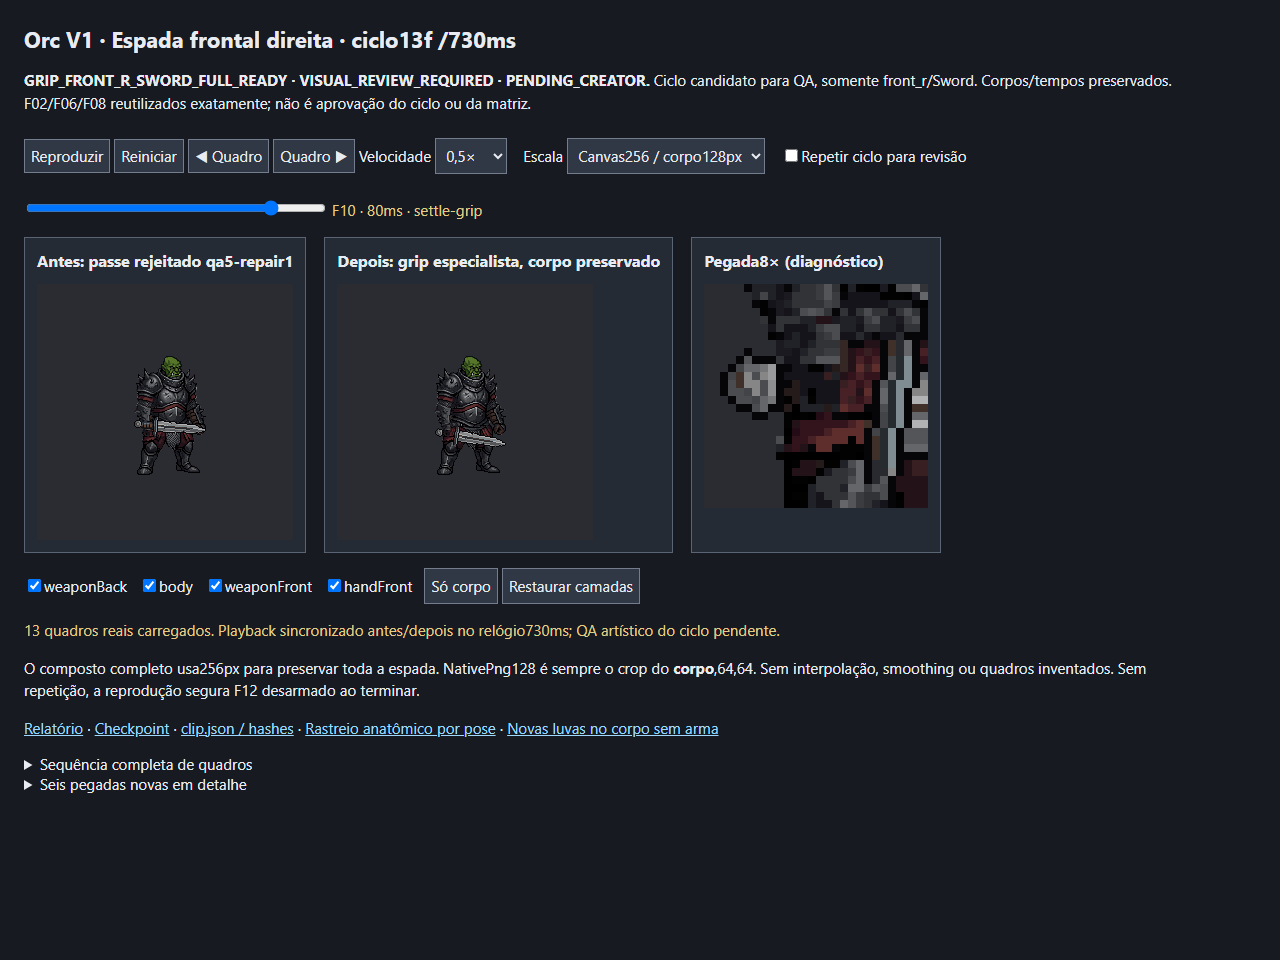 Orc V1 · Espada frontal direita · ciclo13f /730ms
GRIP_FRONT_R_SWORD_FULL_READY · VISUAL_REVIEW_REQUIRED · PENDING_CREATOR. Ciclo candidato para QA, somente front_r/Sword. Corpos/tempos preservados.
F02/F06/F08 reutilizados exatamente; não é aprovação do ciclo ou da matriz.
Reproduzir Reiniciar ◀ Quadro Quadro ▶ Velocidade 0,5× Escala Canvas256 / corpo128px Repetir ciclo para revisão
F10 · 80ms · settle-grip
Antes: passe rejeitado qa5-repair1 Depois: grip especialista, corpo preservado Pegada8× (diagnóstico)
weaponBack body weaponFront handFront Só corpo Restaurar camadas
13 quadros reais carregados. Playback sincronizado antes/depois no relógio730ms; QA artístico do ciclo pendente.
O composto completo usa256px para preservar toda a espada. NativePng128 é sempre o crop do corpo,64,64. Sem interpolação, smoothing ou quadros inventados. Sem
repetição, a reprodução segura F12 desarmado ao terminar.
Relatório · Checkpoint · clip.json / hashes · Rastreio anatômico por pose · Novas luvas no corpo sem arma
▶ Sequência completa de quadros
▶ Seis pegadas novas em detalhe